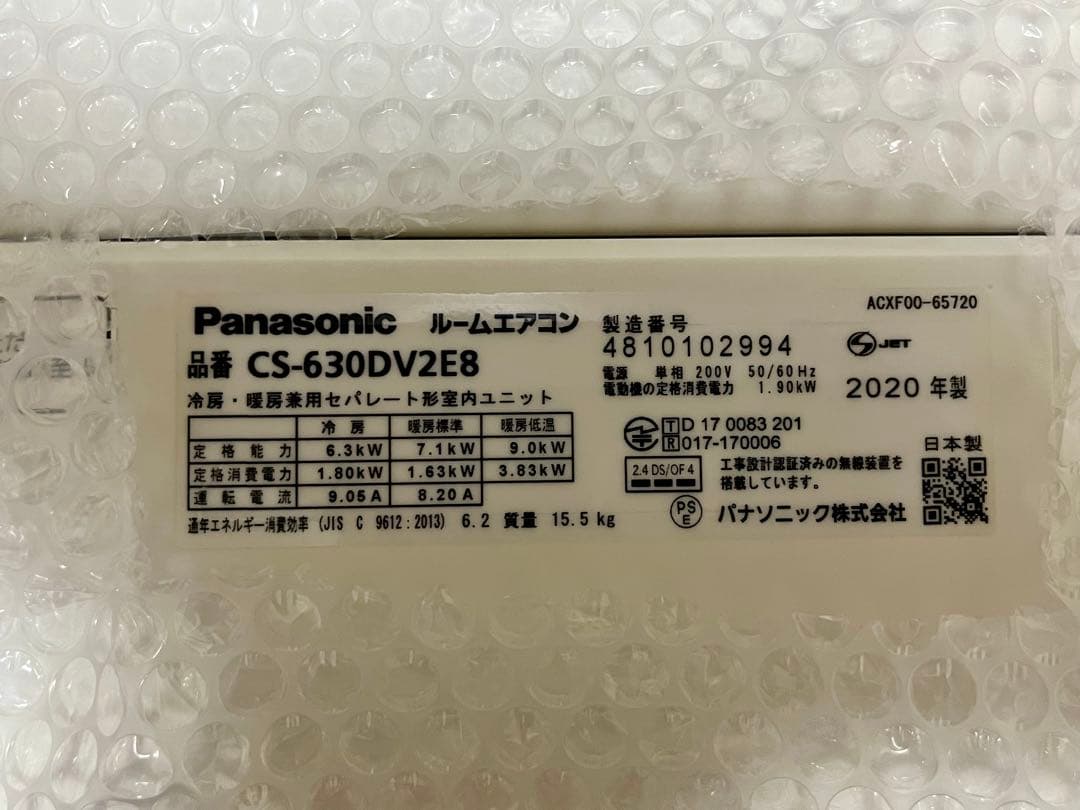 ACXF00-65720
Panasonic ルームエアコン
品番 CS-630DV2E8
冷房・暖房兼用セパレート形室内ユニット
冷房 暖房標準 暖房低温
定格能力 6.3kW 7.1kW 9.0kW
定格消費電力 1.80kW 1.63kW 3.83kW
運転電流 9.05A 8.20A
通年エネルギー消費効率 (JIS C 9612:2013) 6.2 質量 15.5kg
製造番号
4810102994
電源 単相 200V 50/60Hz
電動機の定格消費電力 1.90kW
JET
2020年製
T D 17 0083 201
R 017-170006
2.4 DS/OF 4
工事設計認証済みの無線装置を
搭載しています。
日本製
PS
E
パナソニック株式会社